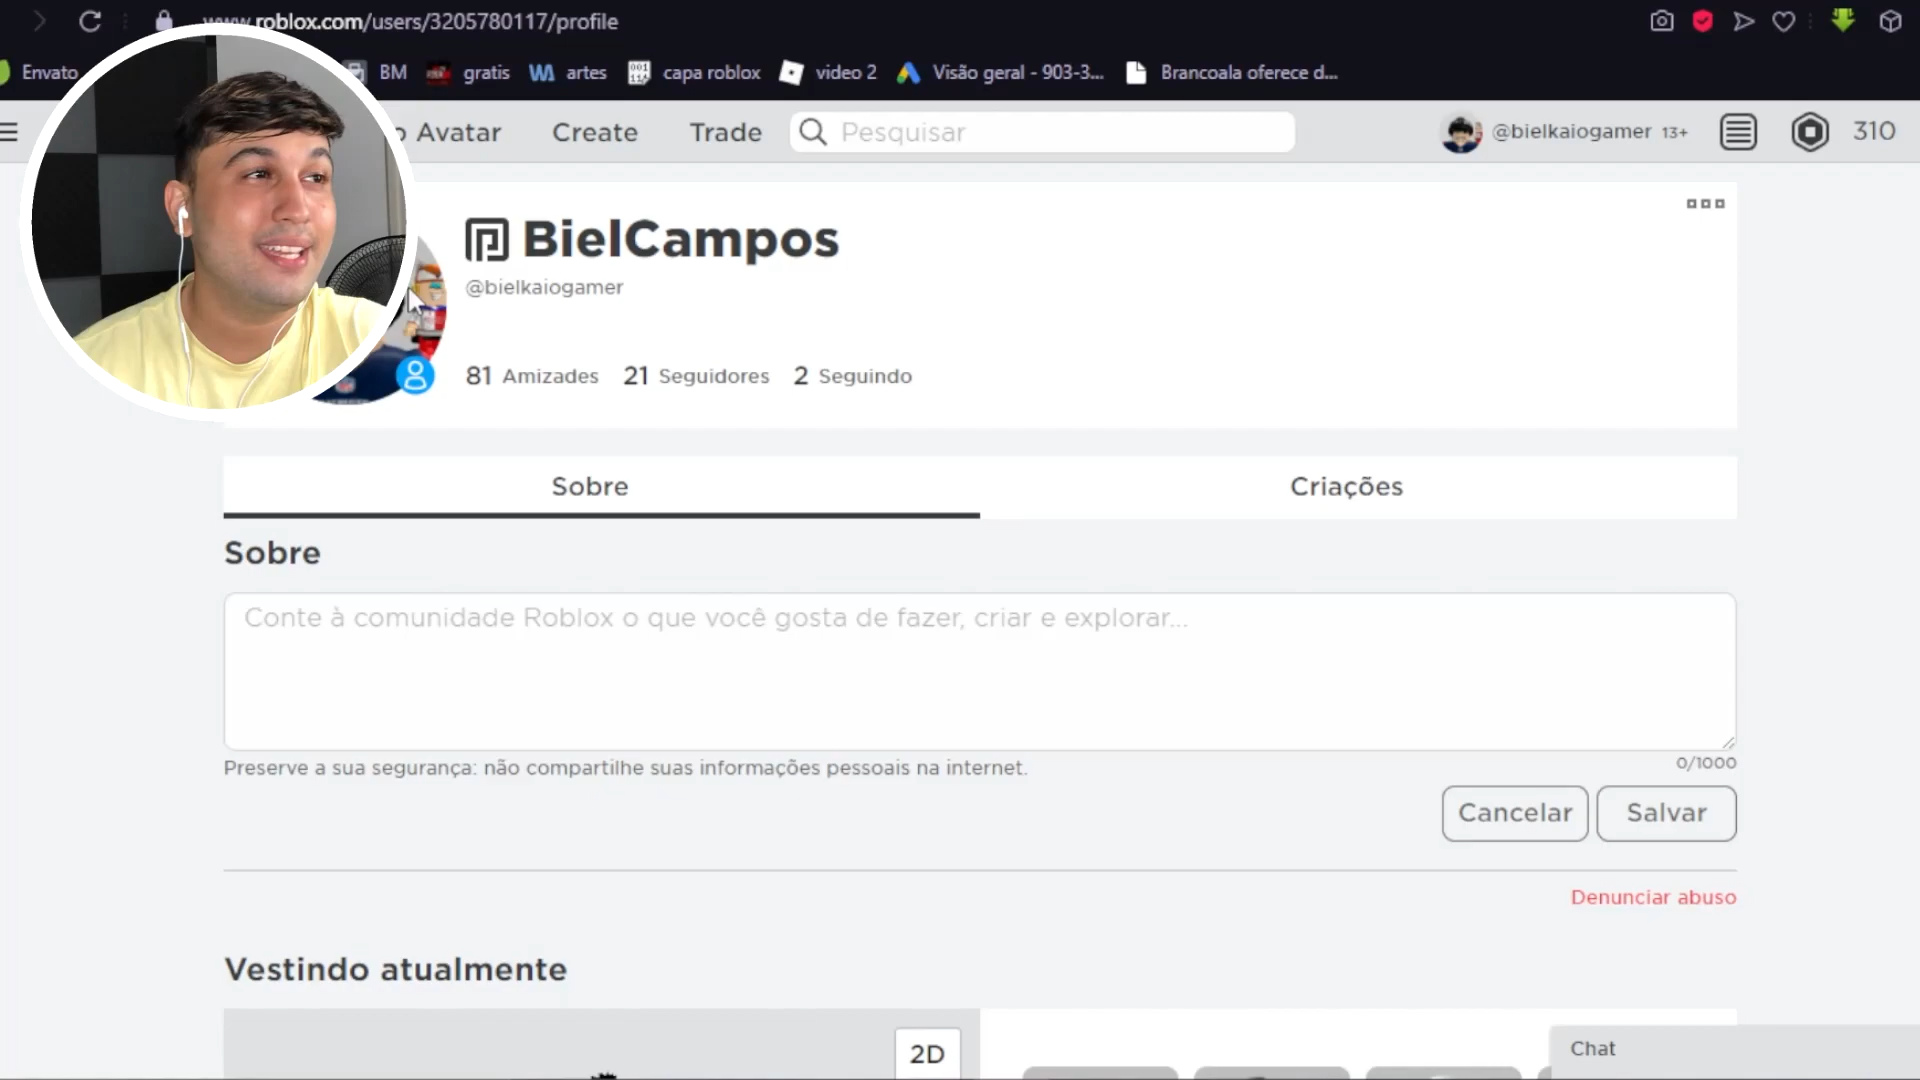 www.roblox.com/users/3205780117/profile
Envato
BM
gratis
artes
capa roblox
video 2
Visão geral - 903-3...
Brancoala oferece d...
Avatar
Create
Trade
Pesquisar
@bielkaiogamer 13+
310
BielCampos
@bielkaiogamer
81 Amizades 21 Seguidores 2 Seguindo
Sobre
Criações
Sobre
Conte à comunidade Roblox o que você gosta de fazer, criar e explorar...
Preserve a sua segurança: não compartilhe suas informações pessoais na internet.
0/1000
Cancelar
Salvar
Denunciar abuso
Vestindo atualmente
2D
Chat